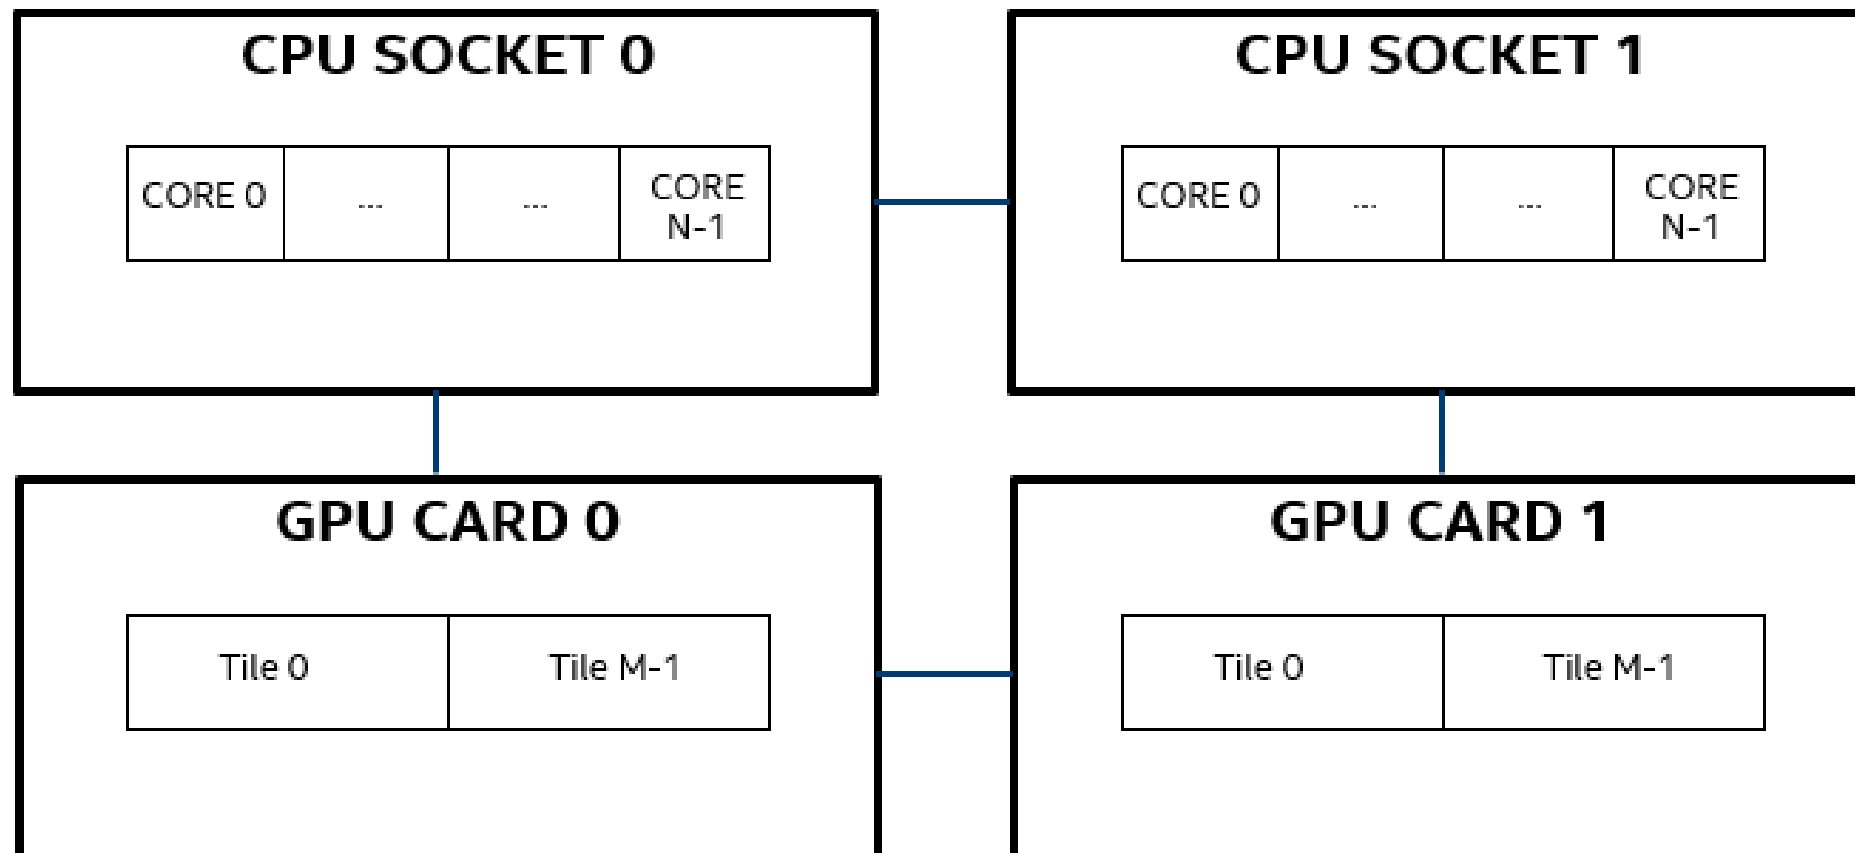 CPU SOCKET 0
CORE 0
...
...
CORE
N-1
CPU SOCKET 1
CORE 0
...
...
CORE
N-1
GPU CARD 0
Tile 0
Tile M-1
GPU CARD 1
Tile 0
Tile M-1